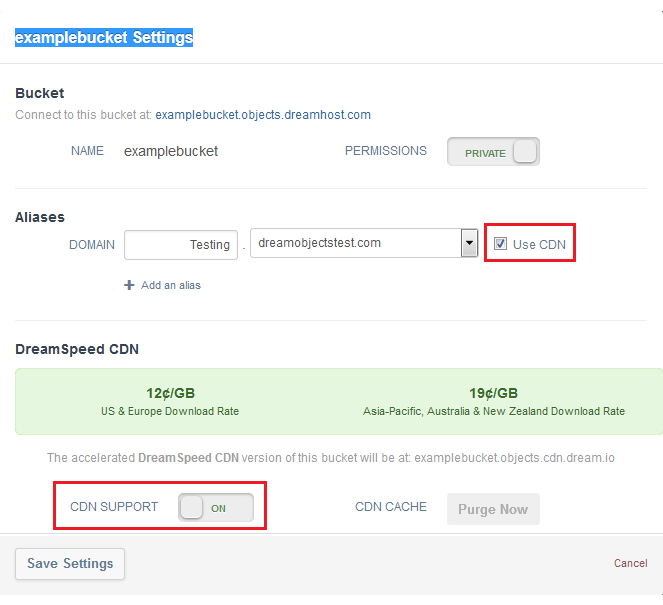 examplebucket Settings
Bucket
Connect to this bucket at: examplebucket.objects.dreamhost.com
NAME examplebucket PERMISSIONS PRIVATE
Aliases
DOMAIN Testing . dreamobjectstest.com Use CDN
+ Add an alias
DreamSpeed CDN
12¢/GB 19¢/GB
US & Europe Download Rate Asia-Pacific, Australia & New Zealand Download Rate
The accelerated DreamSpeed CDN version of this bucket will be at: examplebucket.objects.cdn.dream.io
CDN SUPPORT ON CDN CACHE Purge Now
Save Settings Cancel